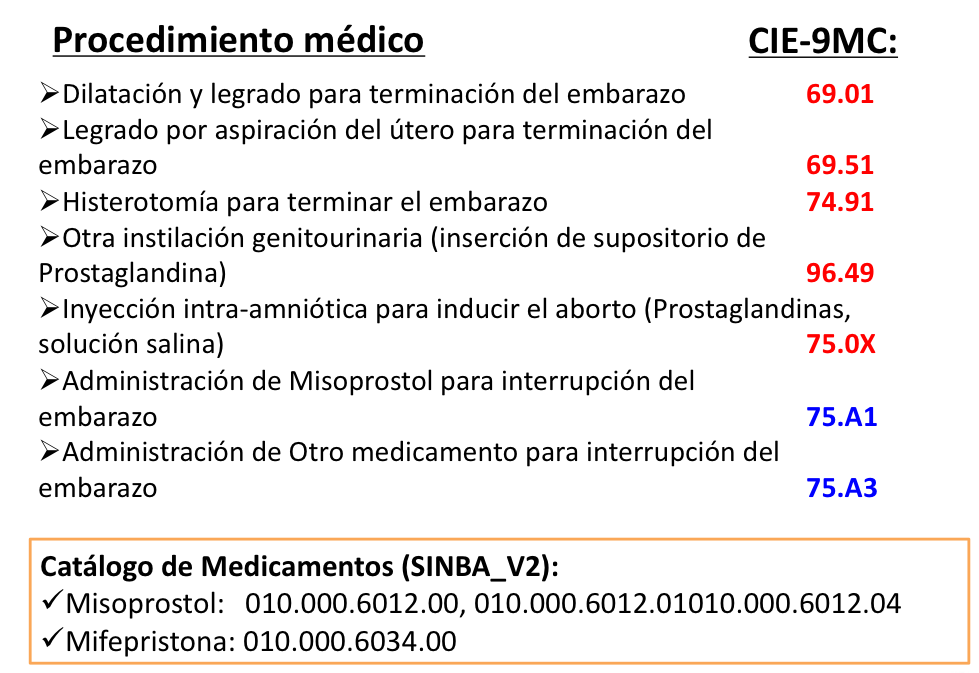 Procedimiento médico CIE-9MC:
➢Dilatación y legrado para terminación del embarazo 69.01
➢Legrado por aspiración del útero para terminación del
embarazo 69.51
➢Histerotomía para terminar el embarazo 74.91
➢Otra instilación genitourinaria (inserción de supositorio de
Prostaglandina) 96.49
➢Inyección intra-amniótica para inducir el aborto (Prostaglandinas,
solución salina) 75.0X
➢Administración de Misoprostol para interrupción del
embarazo 75.A1
➢Administración de Otro medicamento para interrupción del
embarazo 75.A3
Catálogo de Medicamentos (SINBA_V2):
✓Misoprostol: 010.000.6012.00, 010.000.6012.01010.000.6012.04
✓Mifepristona: 010.000.6034.00